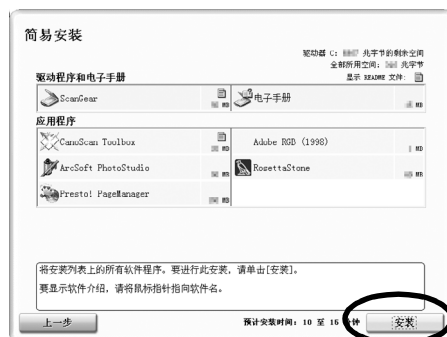 简易安装
驱动器 C: 兆字节的剩余空间
全部所用空间: 兆字节
驱动程序和电子手册
显示 README 文件:
ScanGear
MB
电子手册
MB
应用程序
CanoScan Toolbox
MB
Adobe RGB (1998)
1 MB
ArcSoft PhotoStudio
MB
RosettaStone
MB
Presto! PageManager
MB
将安装列表上的所有软件程序。要进行此安装, 请单击[安装]。
要显示软件介绍, 请将鼠标指针指向软件名。
上一步
预计安装时间: 10 至 15 分钟
安装